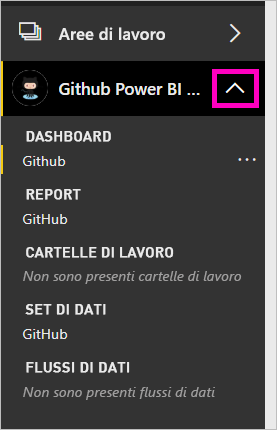 Aree di lavoro
Github Power BI ...
DASHBOARD
Github
REPORT
GitHub
CARTELLE DI LAVORO
Non sono presenti cartelle di lavoro
SET DI DATI
GitHub
FLUSSI DI DATI
Non sono presenti flussi di dati